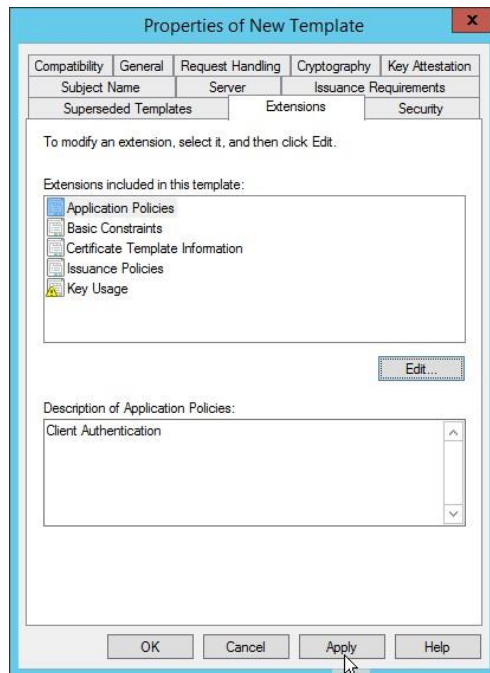 Properties of New Template
x
Compatibility General Request Handling Cryptography Key Attestation
Subject Name Server Issuance Requirements
Superseded Templates Extensions Security
To modify an extension, select it, and then click Edit.
Extensions included in this template:
Application Policies
Basic Constraints
Certificate Template Information
Issuance Policies
Key Usage
Edit...
Description of Application Policies:
Client Authentication
OK Cancel Apply Help